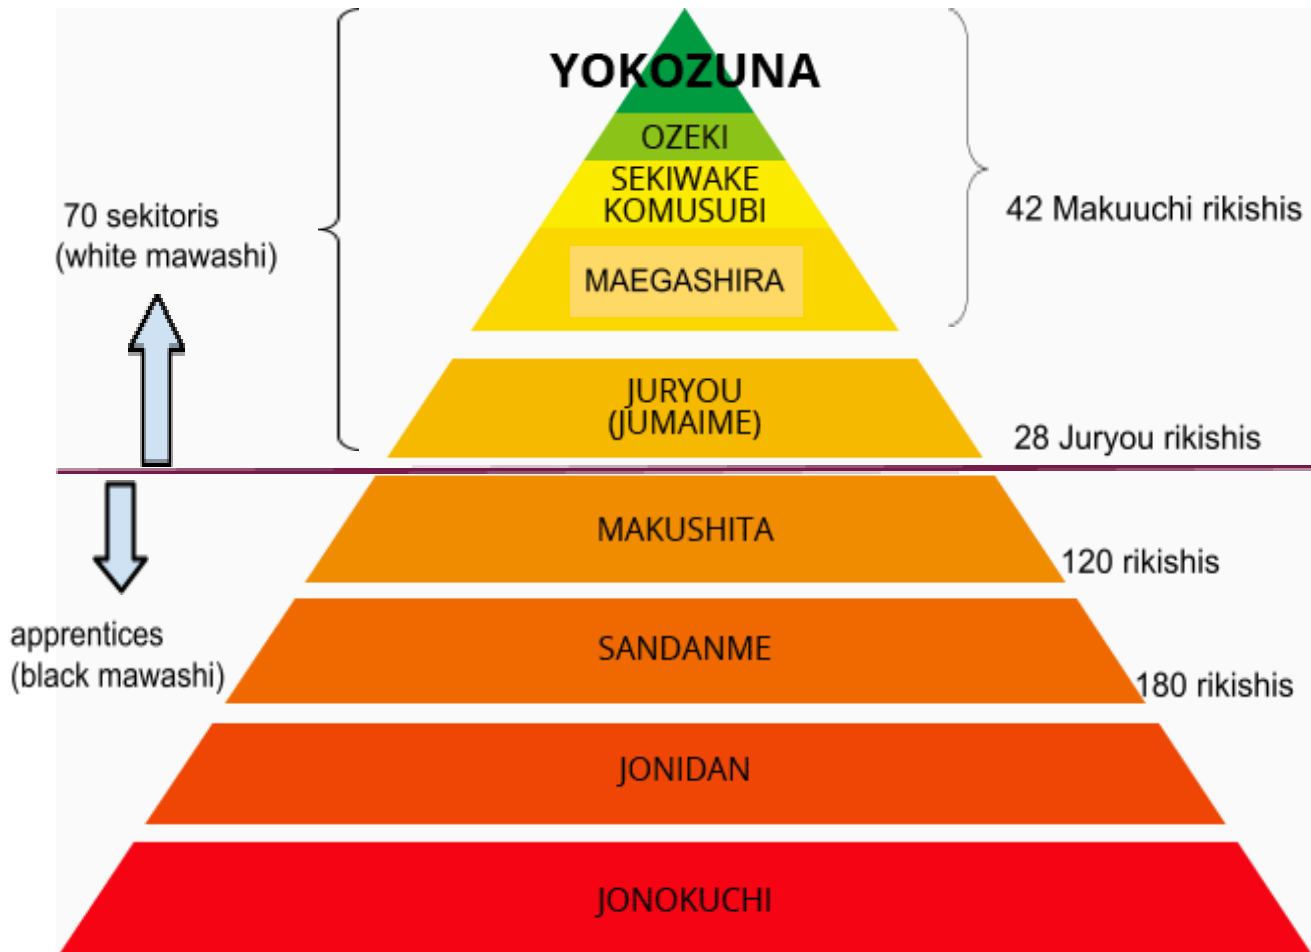 YOKOZUNA
OZEKI
SEKIWAKE
KOMUSUBI
70 sekitoris
(white mawashi)
42 Makuuchi rikishis
MAEGASHIRA
JURYOU
(JUMAIME)
28 Juryou rikishis
MAKUSHITA
120 rikishis
apprentices
(black mawashi)
SANDANME
180 rikishis
JONIDAN
JONOKUCHI